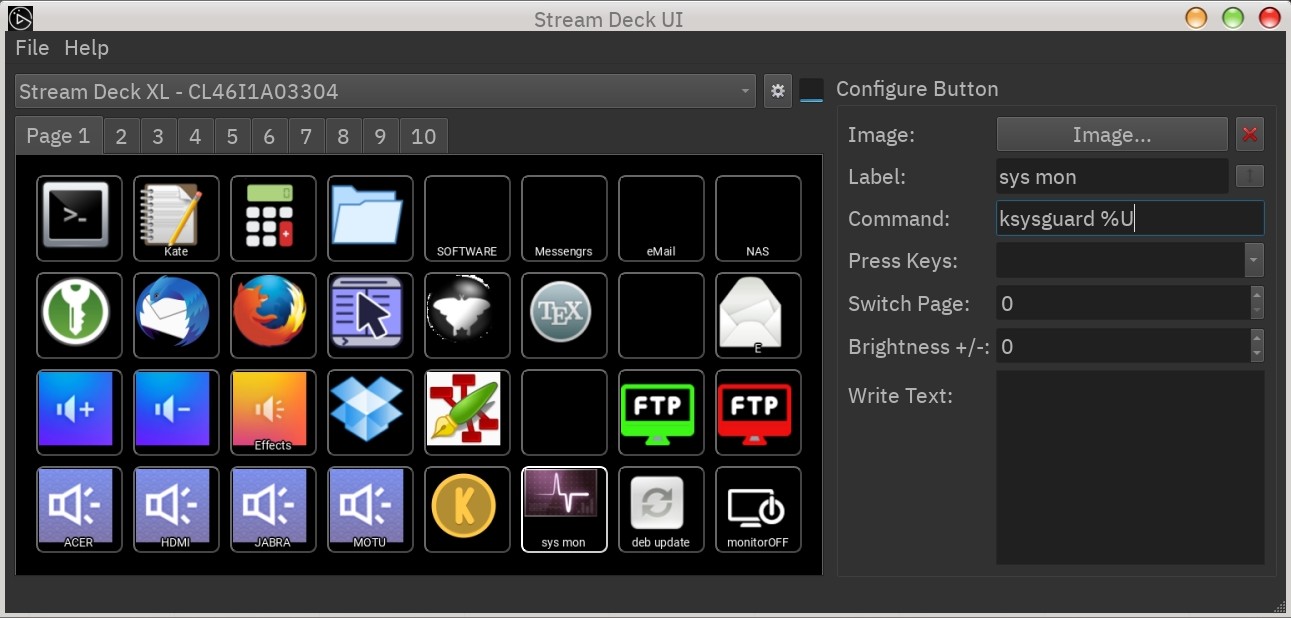 Stream Deck UI
File Help
Stream Deck XL - CL46I1A03304
Page 1 2 3 4 5 6 7 8 9 10
>_
Kate
SOFTWARE
Messengrs
eMail
NAS
TEX
E
Effects
FTP
FTP
ACER
HDMI
JABRA
MOTU
K
sys mon
deb update
monitorOFF
Configure Button
Image: Image...
Label: sys mon
Command: ksysguard %U
Press Keys:
Switch Page: 0
Brightness +/-: 0
Write Text: